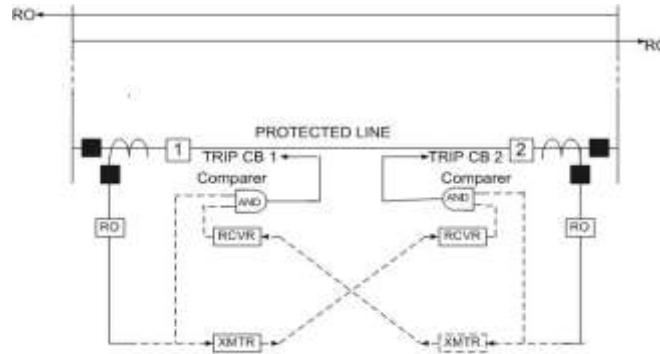 RO
RO
PROTECTED LINE
1
2
TRIP CB 1
TRIP CB 2
Comparer
Comparer
AND
AND
RO
RCVR
RCVR
RO
XMTR
XMTR